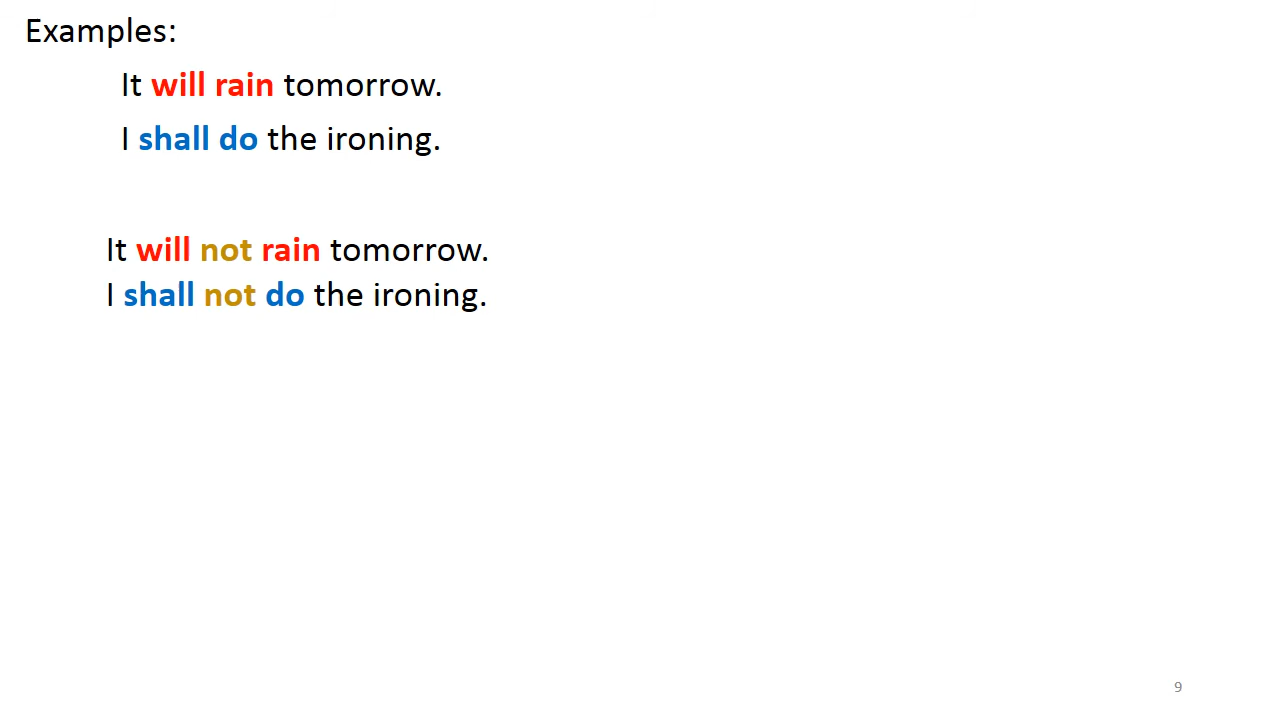 Examples:
It will rain tomorrow.
I shall do the ironing.
It will not rain tomorrow.
I shall not do the ironing.
9